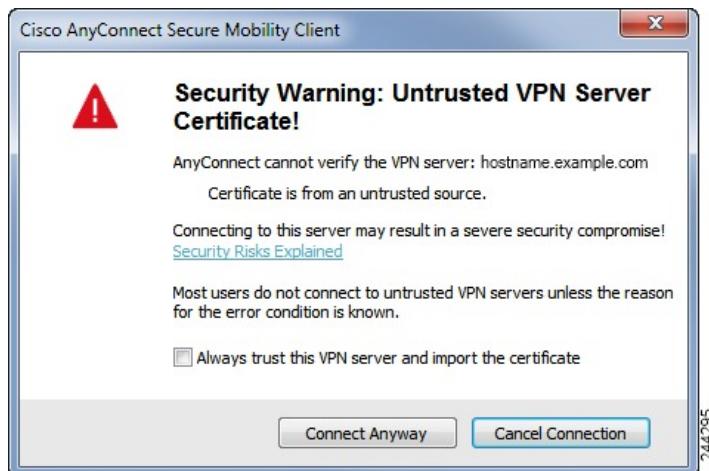 Cisco AnyConnect Secure Mobility Client
Security Warning: Untrusted VPN Server
Certificate!
AnyConnect cannot verify the VPN server: hostname.example.com
Certificate is from an untrusted source.
Connecting to this server may result in a severe security compromise!
Security Risks Explained
Most users do not connect to untrusted VPN servers unless the reason
for the error condition is known.
Always trust this VPN server and import the certificate
Connect Anyway
Cancel Connection
244295